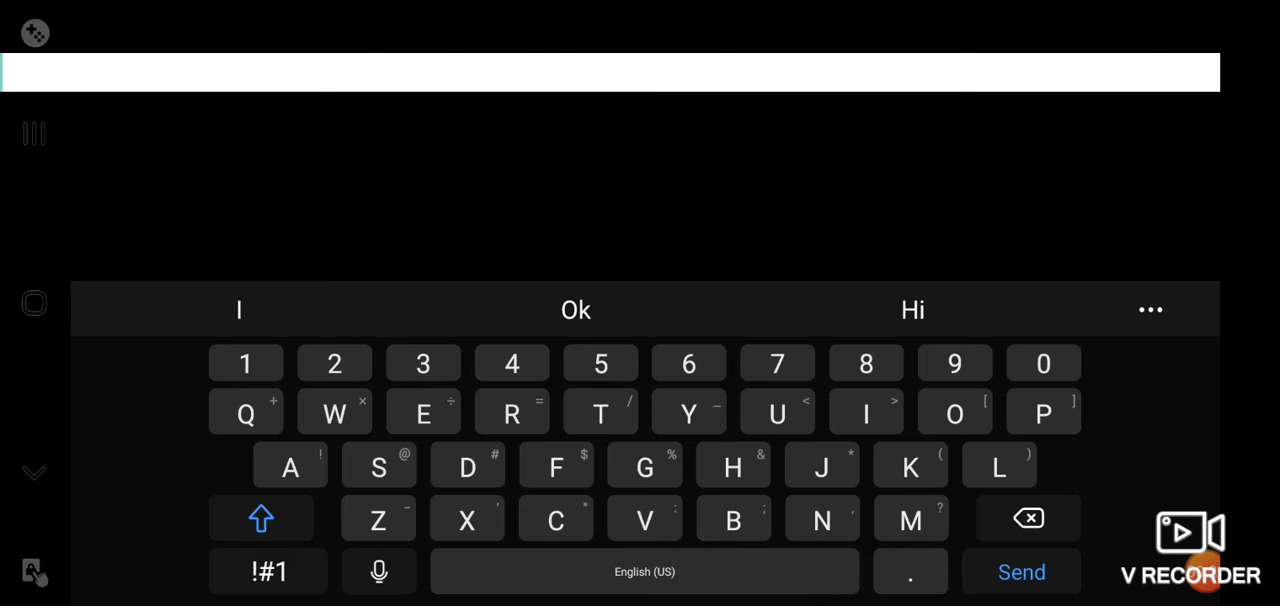 I Ok Hi ...
1 2 3 4 5 6 7 8 9 0
Q + W × E ÷ R = T / Y _ U < I > O [ P ]
A ! S @ D # F $ G % H & J * K ( L )
Z - X ' C " V : B ; N , M ?
!#1 English (US) . Send
V RECORDER